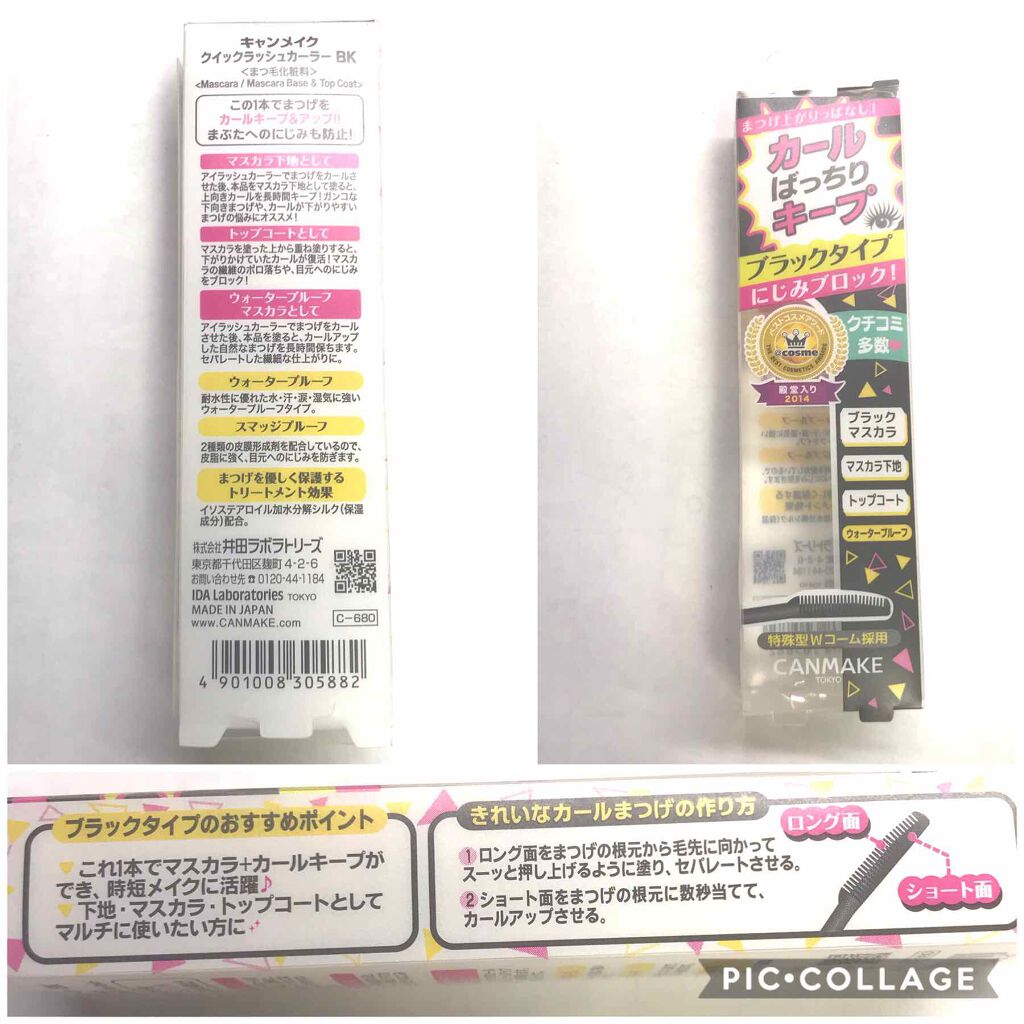 キャンメイク
クイックラッシュカーラー BK
<まつ毛化粧料>
<Mascara / Mascara Base & Top Coat>
この1本でまつげを
カールキープ&アップ!!
まぶたへのにじみも防止!
マスカラ下地として
アイラッシュカーラーでまつげをカールさ
せた後、本品をマスカラ下地として塗ると、
上向きカールを長時間キープ!ガンコな
下向きまつげや、カールが下がりやすい
まつげの悩みにオススメ!
トップコートとして
マスカラを塗った上から重ね塗りすると、
下がりかけていたカールが復活!マスカ
ラの繊維のポロ落ちや、目元へのにじみ
をブロック!
ウォータープルーフ
マスカラとして
アイラッシュカーラーでまつげをカール
させた後、本品を塗ると、カールアップ
した自然なまつげを長時間保ちます。
セパレートした繊細な仕上がりに。
ウォータープルーフ
耐水性に優れた水・汗・涙・湿気に強い
ウォータープルーフタイプ。
スマッジプルーフ
2種類の皮膜形成剤を配合しているので、
皮脂に強く、目元へのにじみを防ぎます。
まつげを優しく保護する
トリートメント効果
イソステアロイル加水分解シルク(保湿
成分)配合。
株式会社 井田ラボラトリーズ
東京都千代田区麹町4-2-6
お問い合わせ先☎0120-44-1184
IDA Laboratories TOKYO
MADE IN JAPAN
www.CANMAKE.com
C-680
4 901008 305882
まつげ上がりっぱなし!
カール
ばっちり
キープ
ブラックタイプ
にじみブロック!
ベストコスメアワード
@cosme
THE BEST COSMETICS AWARD
殿堂入り
2014
クチコミ
多数
ブラック
マスカラ
マスカラ下地
トップコート
ウォータープルーフ
特殊型Wコーム採用
CANMAKE
TOKYO
ブラックタイプのおすすめポイント
これ1本でマスカラ+カールキープが
でき、時短メイクに活躍♪
下地・マスカラ・トップコートとして
マルチに使いたい方に
きれいなカールまつげの作り方
① ロング面をまつげの根元から毛先に向かって
スーッと押し上げるように塗り、セパレートさせる。
② ショート面をまつげの根元に数秒当てて、
カールアップさせる。
ロング面
ショート面
PIC•COLLAGE